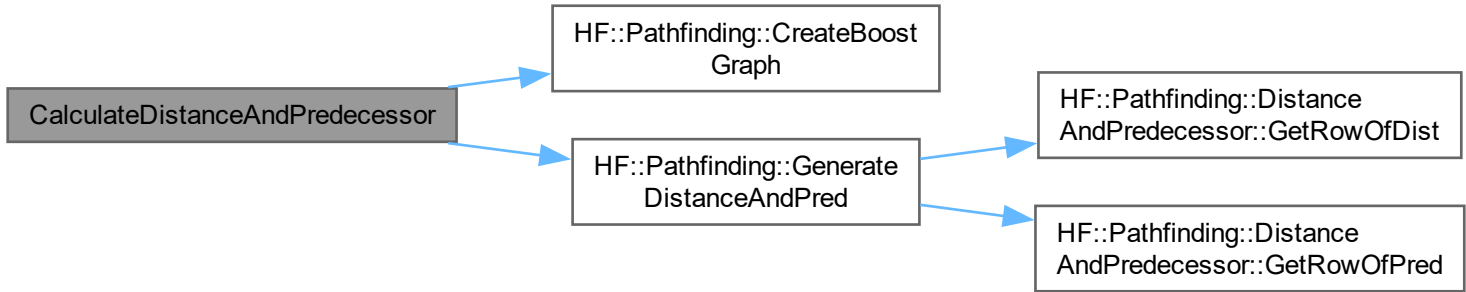 CalculateDistanceAndPredecessor
HF::Pathfinding::CreateBoost
Graph
HF::Pathfinding::Generate
DistanceAndPred
HF::Pathfinding::Distance
AndPredecessor::GetRowOfDist
HF::Pathfinding::Distance
AndPredecessor::GetRowOfPred